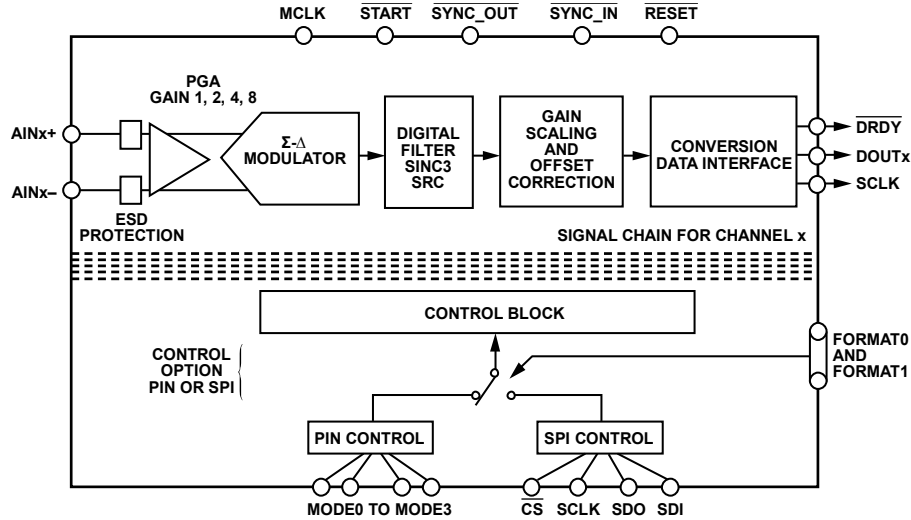 MCLK
START
SYNC_OUT
SYNC_IN
RESET
PGA
GAIN 1, 2, 4, 8
AINx+
AINx–
ESD
PROTECTION
Σ-Δ
MODULATOR
DIGITAL
FILTER
SINC3
SRC
GAIN
SCALING
AND
OFFSET
CORRECTION
CONVERSION
DATA INTERFACE
DRDY
DOUTx
SCLK
SIGNAL CHAIN FOR CHANNEL x
CONTROL BLOCK
CONTROL
OPTION
PIN OR SPI
FORMAT0
AND
FORMAT1
PIN CONTROL
SPI CONTROL
MODE0 TO MODE3
CS
SCLK
SDO
SDI